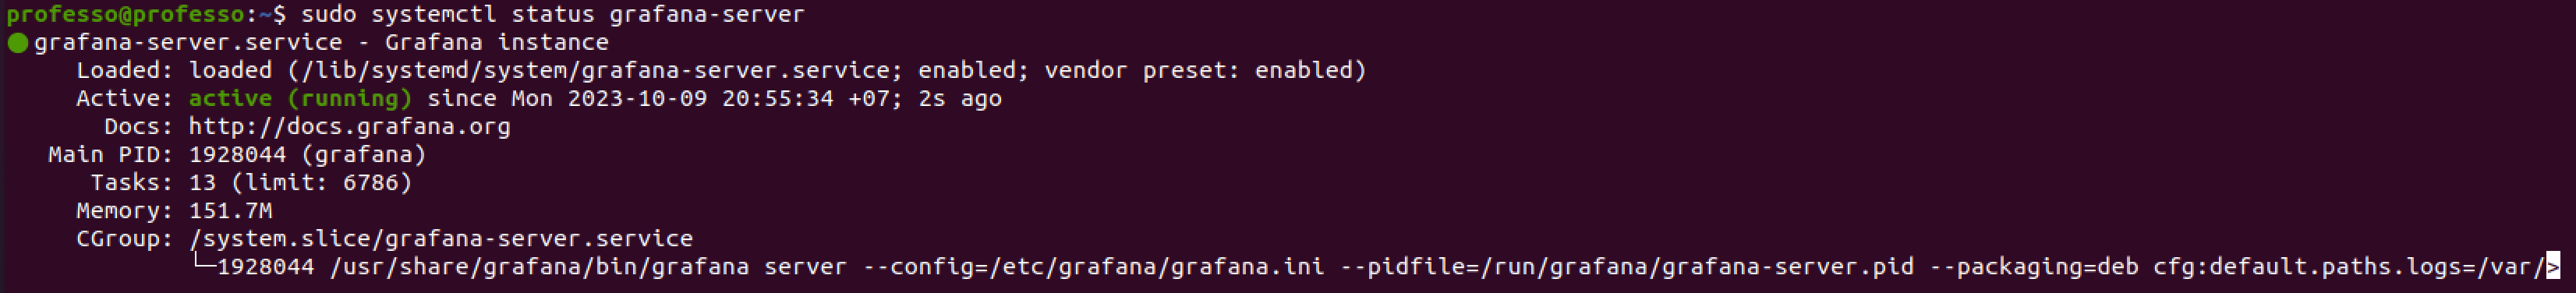 professo@professo:~$ sudo systemctl status grafana-server
● grafana-server.service - Grafana instance
Loaded: loaded (/lib/systemd/system/grafana-server.service; enabled; vendor preset: enabled)
Active: active (running) since Mon 2023-10-09 20:55:34 +07; 2s ago
Docs: http://docs.grafana.org
Main PID: 1928044 (grafana)
Tasks: 13 (limit: 6786)
Memory: 151.7M
CGroup: /system.slice/grafana-server.service
└─1928044 /usr/share/grafana/bin/grafana server --config=/etc/grafana/grafana.ini --pidfile=/run/grafana/grafana-server.pid --packaging=deb cfg:default.paths.logs=/var/>